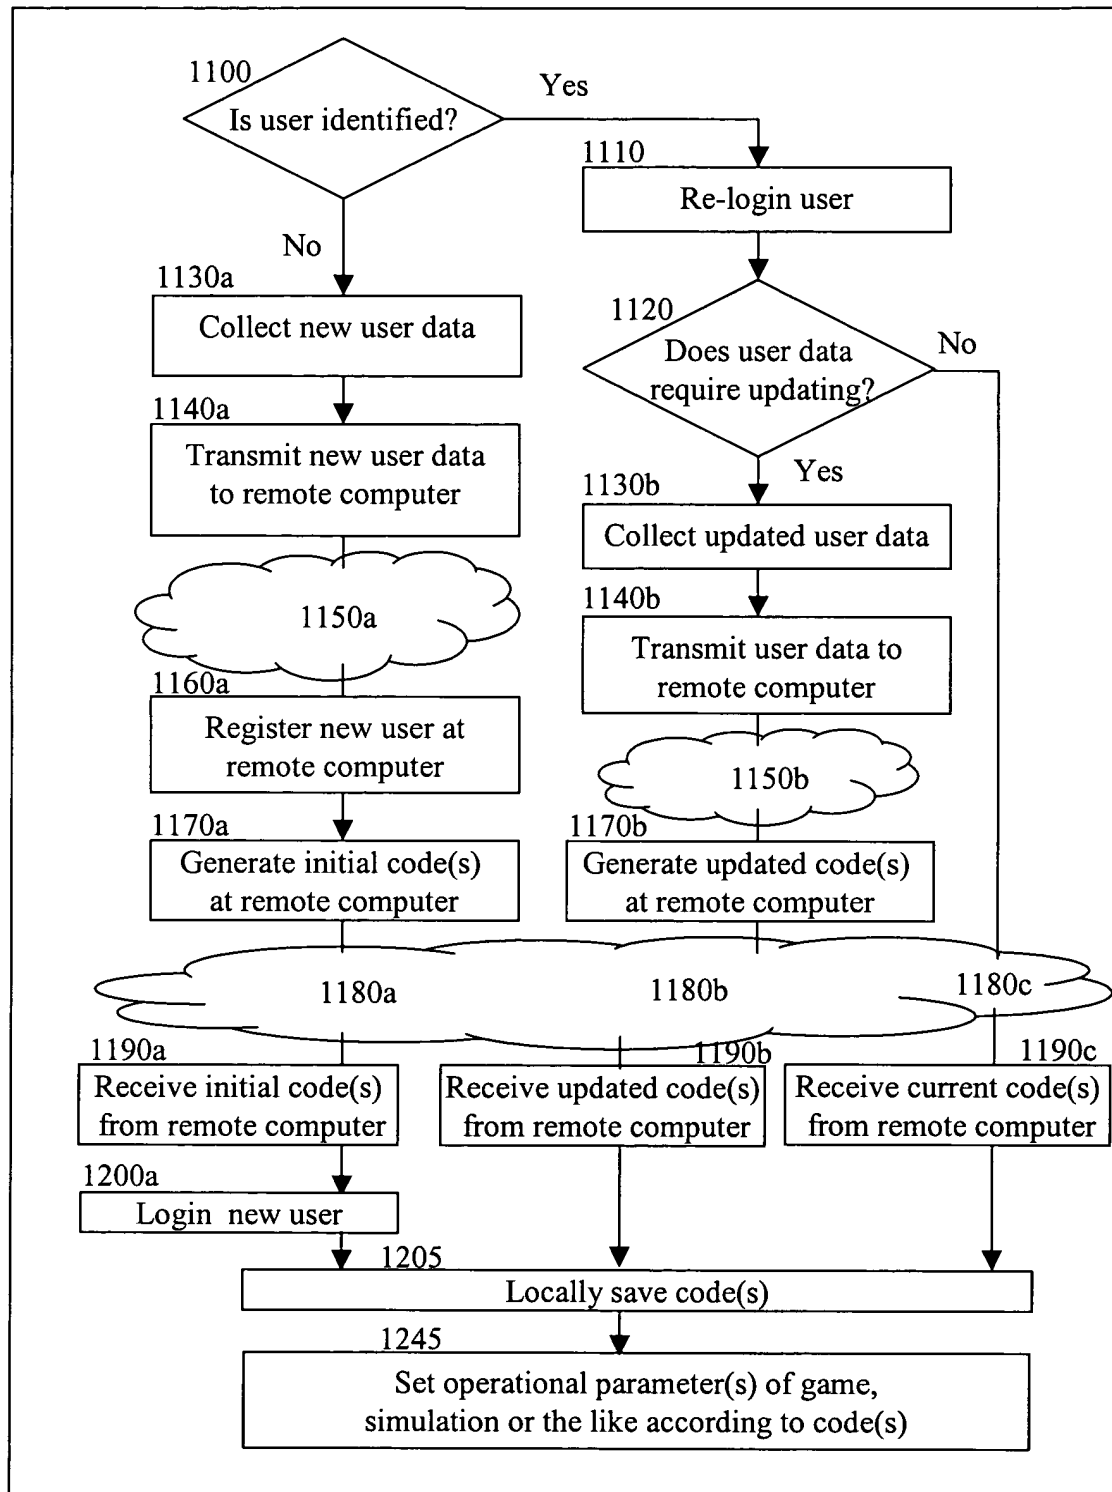 1100
Is user identified?
Yes
No
1110
Re-login user
1120
Does user data
require updating?
No
Yes
1130a
Collect new user data
1140a
Transmit new user data
to remote computer
1150a
1160a
Register new user at
remote computer
1170a
Generate initial code(s)
at remote computer
1130b
Collect updated user data
1140b
Transmit user data to
remote computer
1150b
1170b
Generate updated code(s)
at remote computer
1180a
1180b
1180c
1190a
Receive initial code(s)
from remote computer
1190b
Receive updated code(s)
from remote computer
1190c
Receive current code(s)
from remote computer
1200a
Login new user
1205
Locally save code(s)
1245
Set operational parameter(s) of game,
simulation or the like according to code(s)